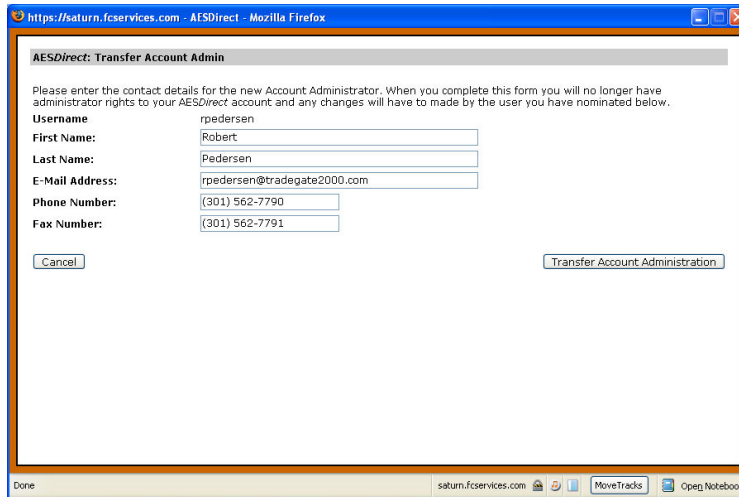 https://saturn.fcservices.com - AESDirect - Mozilla Firefox
AESDirect: Transfer Account Admin
Please enter the contact details for the new Account Administrator. When you complete this form you will no longer have
administrator rights to your AESDirect account and any changes will have to made by the user you have nominated below.
Username rpedersen
First Name: Robert
Last Name: Pedersen
E-Mail Address: rpedersen@tradegate2000.com
Phone Number: (301) 562-7790
Fax Number: (301) 562-7791
Cancel Transfer Account Administration
Done saturn.fcservices.com MoveTracks Open Noteboo